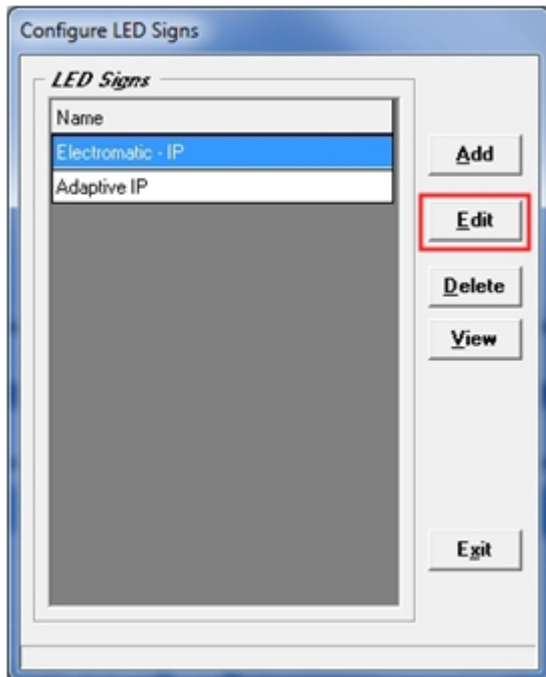 Configure LED Signs
LED Signs
Name
Electromatic - IP
Adaptive IP
Add
Edit
Delete
View
Exit